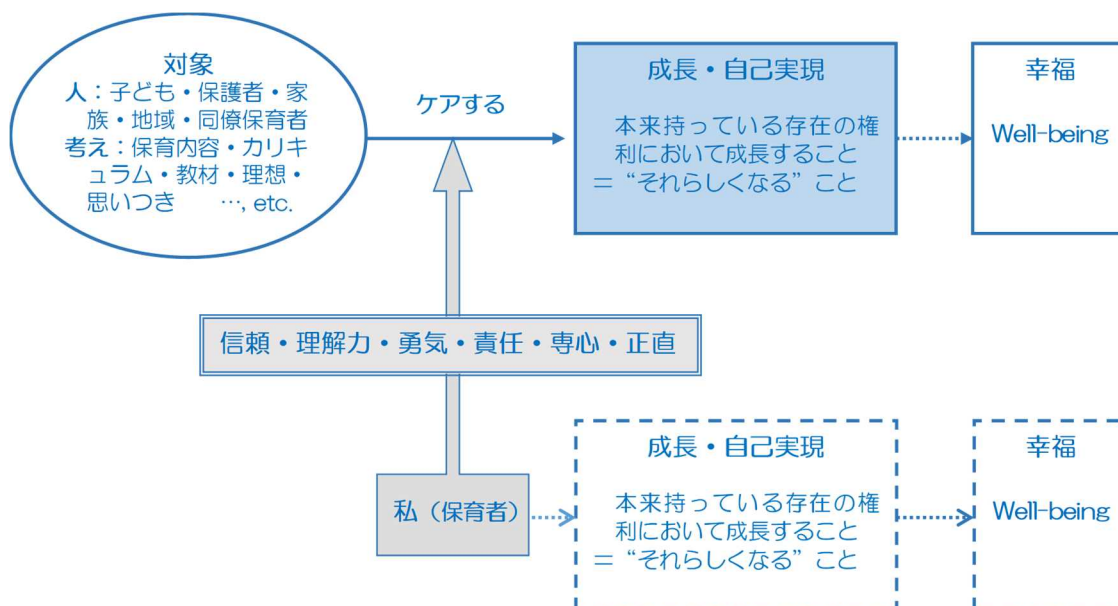 対象
人：子ども・保護者・家
族・地域・同僚保育者
考え：保育内容・カリキ
ュラム・教材・理想・
思いつき　…, etc.
ケアする
成長・自己実現
本来持っている存在の権
利において成長すること
＝“それらしくなる”こと
幸福
Well-being
信頼・理解力・勇気・責任・専心・正直
私（保育者）
成長・自己実現
本来持っている存在の権
利において成長すること
＝“それらしくなる”こと
幸福
Well-being